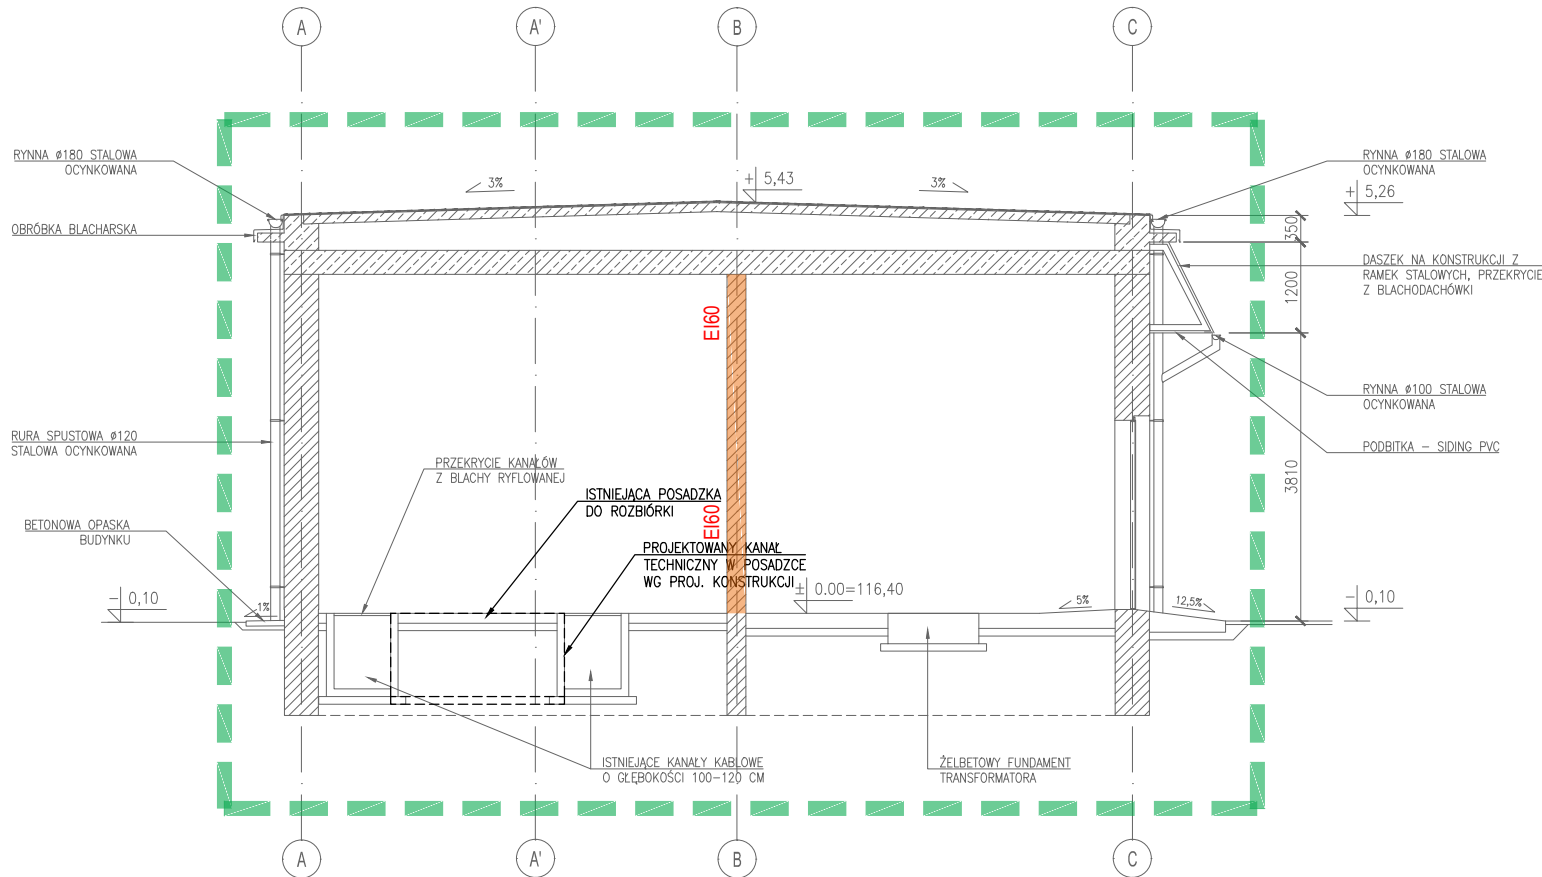 A
A'
B
C
RYNNA ø180 STALOWA
OCYNKOWANA
RYNNA ø180 STALOWA
OCYNKOWANA
3%
+ 5,43
3%
+ 5,26
OBRÓBKA BLACHARSKA
350
DASZEK NA KONSTRUKCJI Z
RAMEK STALOWYCH, PRZEKRYCIE
Z BLACHODACHÓWKI
1200
EI60
RYNNA ø100 STALOWA
OCYNKOWANA
RURA SPUSTOWA ø120
STALOWA OCYNKOWANA
PODBITKA – SIDING PVC
PRZEKRYCIE KANAŁÓW
Z BLACHY RYFLOWANEJ
3810
ISTNIEJĄCA POSADZKA
DO ROZBIÓRKI
EI60
BETONOWA OPASKA
BUDYNKU
PROJEKTOWANY KANAŁ
TECHNICZNY W POSADZCE
WG PROJ. KONSTRUKCJI
± 0.00=116,40
– 0,10
1%
5%
12,5%
– 0,10
ISTNIEJĄCE KANAŁY KABLOWE
O GŁĘBOKOŚCI 100–120 CM
ŻELBETOWY FUNDAMENT
TRANSFORMATORA
A
A'
B
C